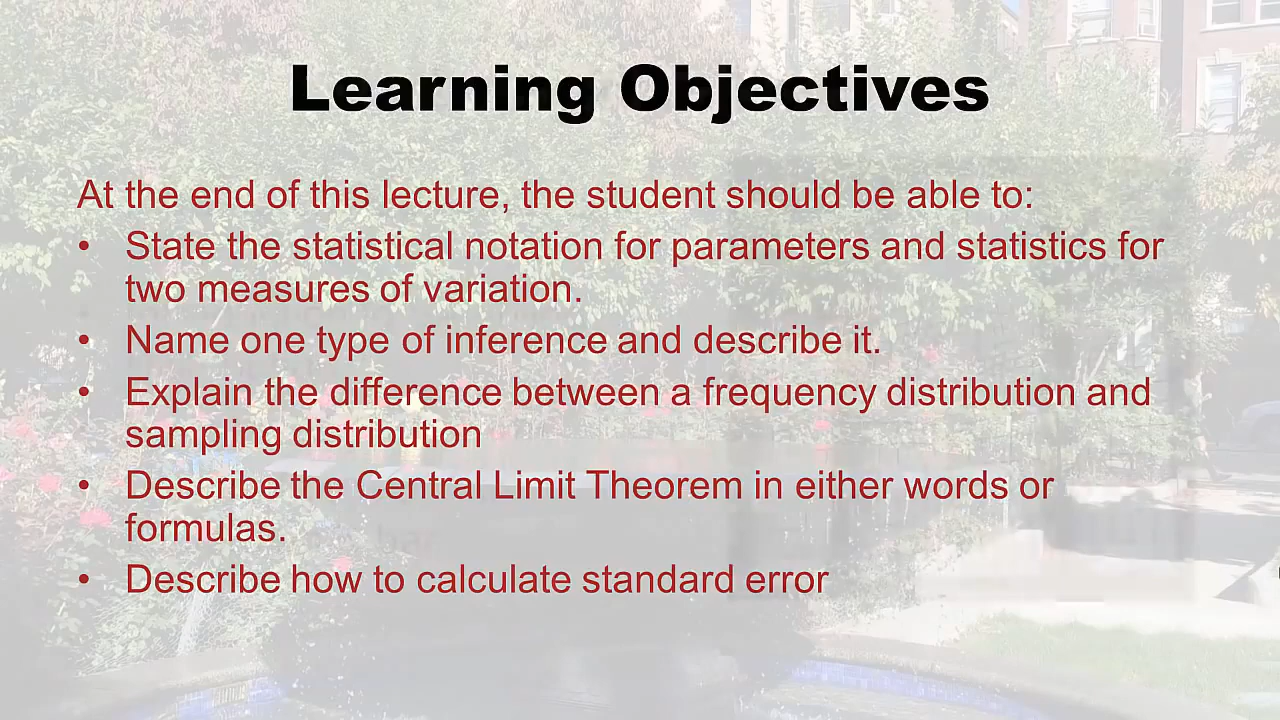 Learning Objectives
At the end of this lecture, the student should be able to:
• State the statistical notation for parameters and statistics for
two measures of variation.
• Name one type of inference and describe it.
• Explain the difference between a frequency distribution and
sampling distribution
• Describe the Central Limit Theorem in either words or
formulas.
• Describe how to calculate standard error